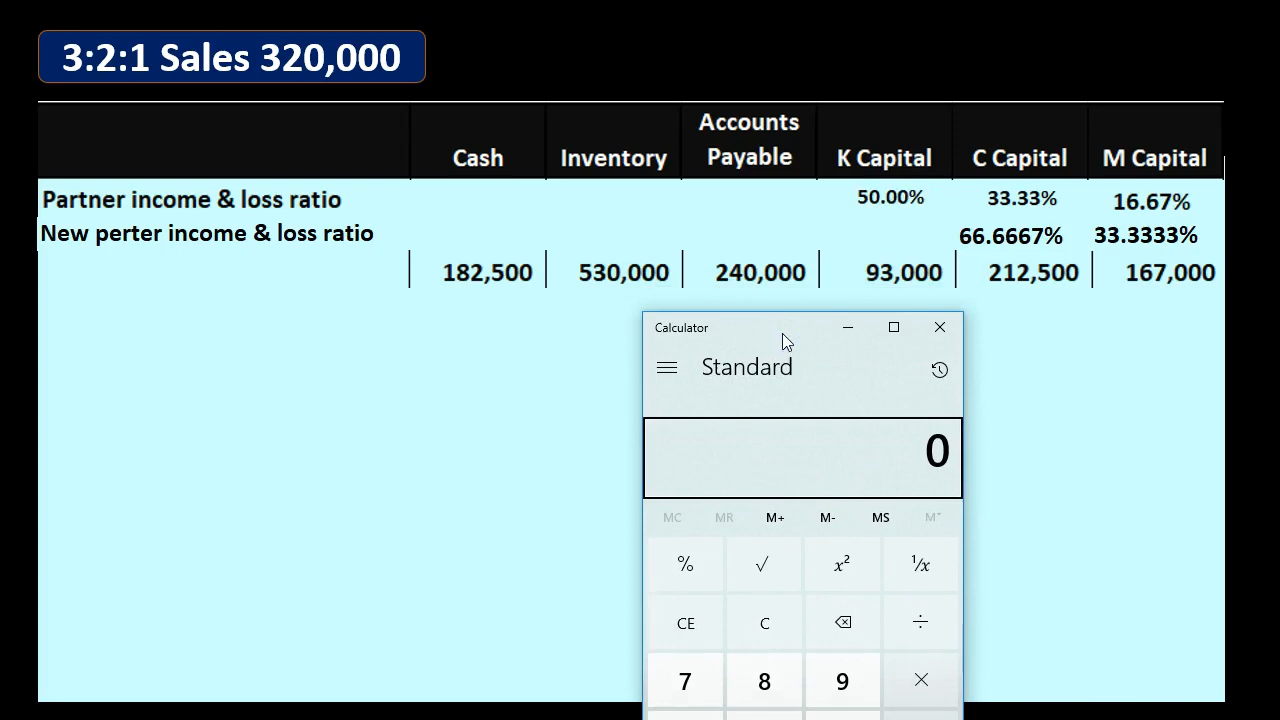 3:2:1 Sales 320,000
Cash Inventory Accounts Payable K Capital C Capital M Capital
Partner income & loss ratio 50.00% 33.33% 16.67%
New perter income & loss ratio 66.6667% 33.3333%
182,500 530,000 240,000 93,000 212,500 167,000
Calculator
Standard
0
MC MR M+ M- MS M˅
% √ x² ¹/x
CE C ⌫ ÷
7 8 9 ×